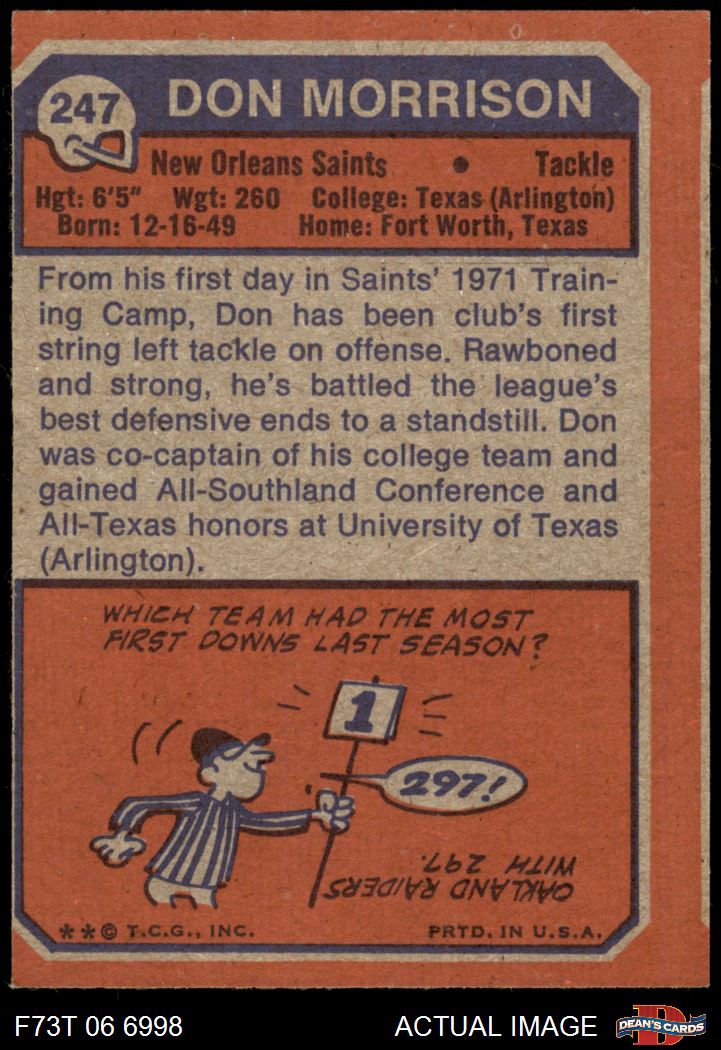 247
DON MORRISON
New Orleans Saints • Tackle
Hgt: 6'5" Wgt: 260 College: Texas (Arlington)
Born: 12-16-49 Home: Fort Worth, Texas
From his first day in Saints' 1971 Train-
ing Camp, Don has been club's first
string left tackle on offense. Rawboned
and strong, he's battled the league's
best defensive ends to a standstill. Don
was co-captain of his college team and
gained All-Southland Conference and
All-Texas honors at University of Texas
(Arlington).
WHICH TEAM HAD THE MOST
FIRST DOWNS LAST SEASON?
1
297!
OAKLAND RAIDERS
WITH 297.
**© T.C.G., INC. PRTD. IN U.S.A.
F73T 06 6998 ACTUAL IMAGE
D
DEAN'S CARDS